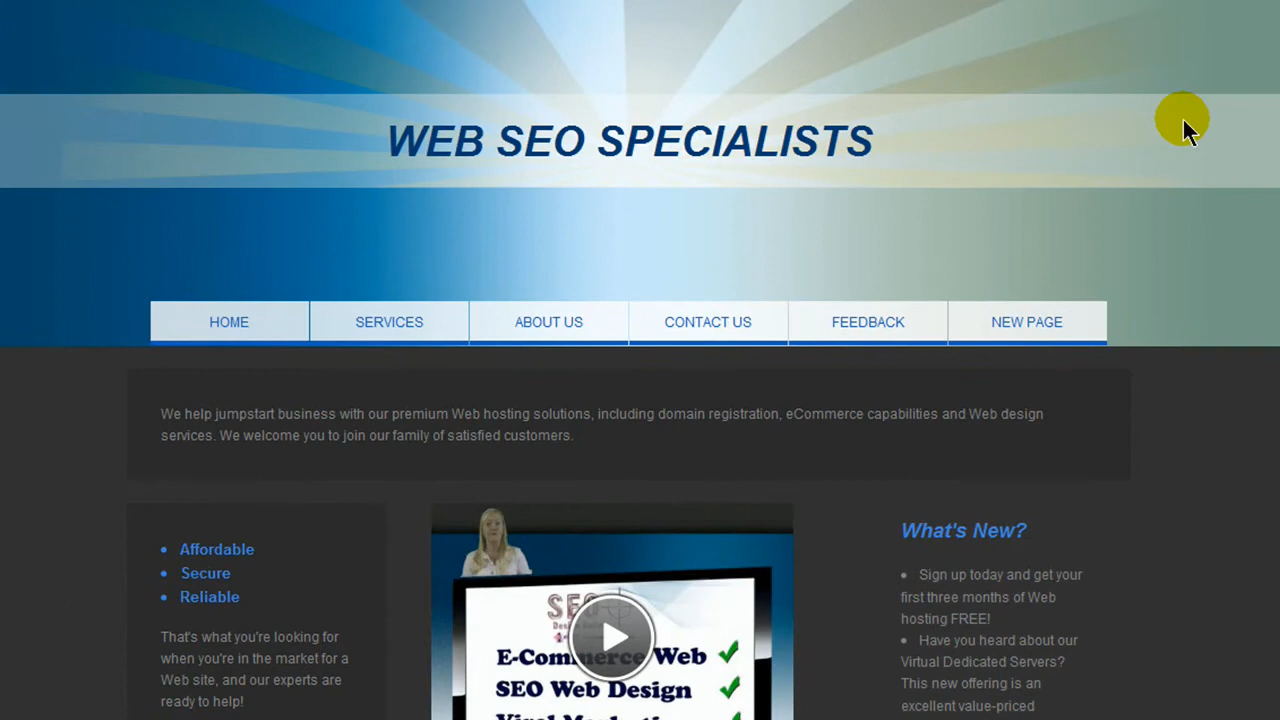 WEB SEO SPECIALISTS
HOME
SERVICES
ABOUT US
CONTACT US
FEEDBACK
NEW PAGE
We help jumpstart business with our premium Web hosting solutions, including domain registration, eCommerce capabilities and Web design
services. We welcome you to join our family of satisfied customers.
• Affordable
• Secure
• Reliable
That's what you're looking for
when you're in the market for a
Web site, and our experts are
ready to help!
SEO
E-Commerce Web
SEO Web Design
What's New?
• Sign up today and get your
first three months of Web
hosting FREE!
• Have you heard about our
Virtual Dedicated Servers?
This new offering is an
excellent value-priced